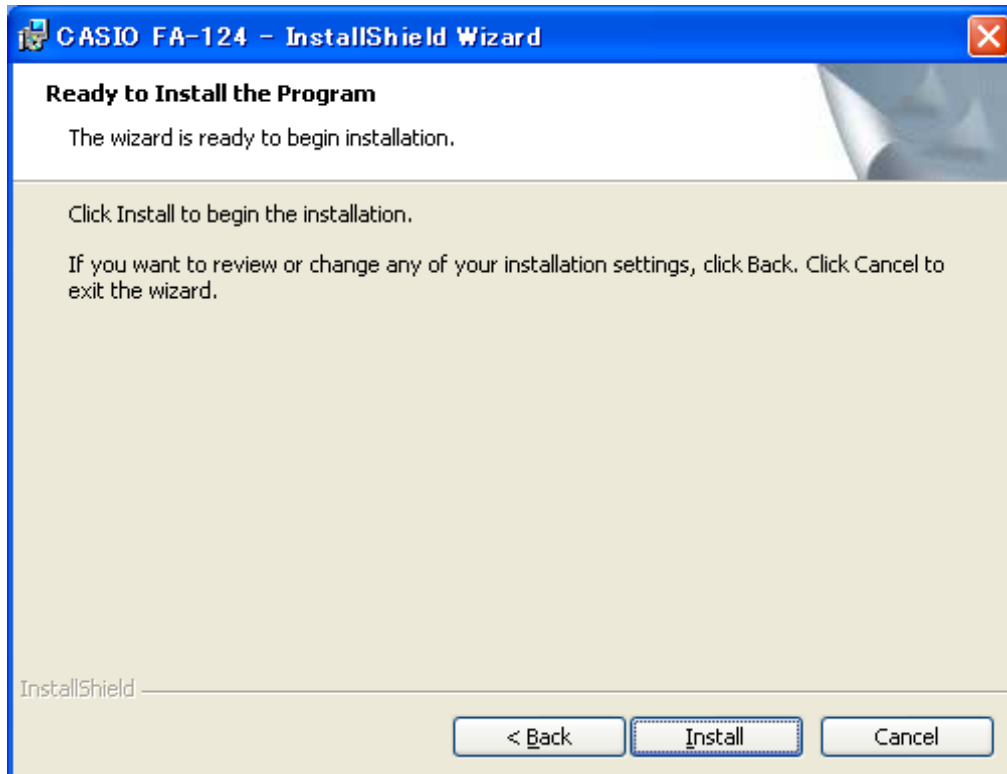 CASIO FA-124 - InstallShield Wizard
Ready to Install the Program
The wizard is ready to begin installation.
Click Install to begin the installation.
If you want to review or change any of your installation settings, click Back. Click Cancel to
exit the wizard.
InstallShield
< Back
Install
Cancel